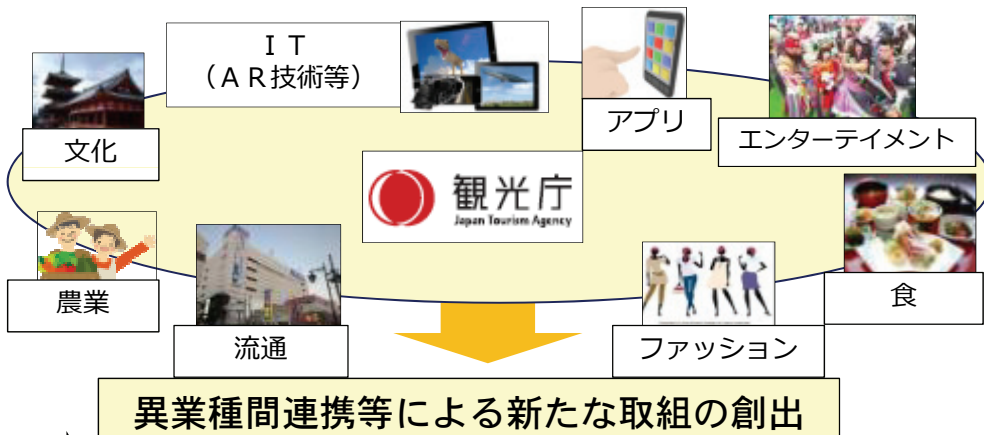 ＩＴ
（ＡＲ技術等）
アプリ
エンターテイメント
文化
観光庁
Japan Tourism Agency
農業
流通
ファッション
食
異業種間連携等による新たな取組の創出